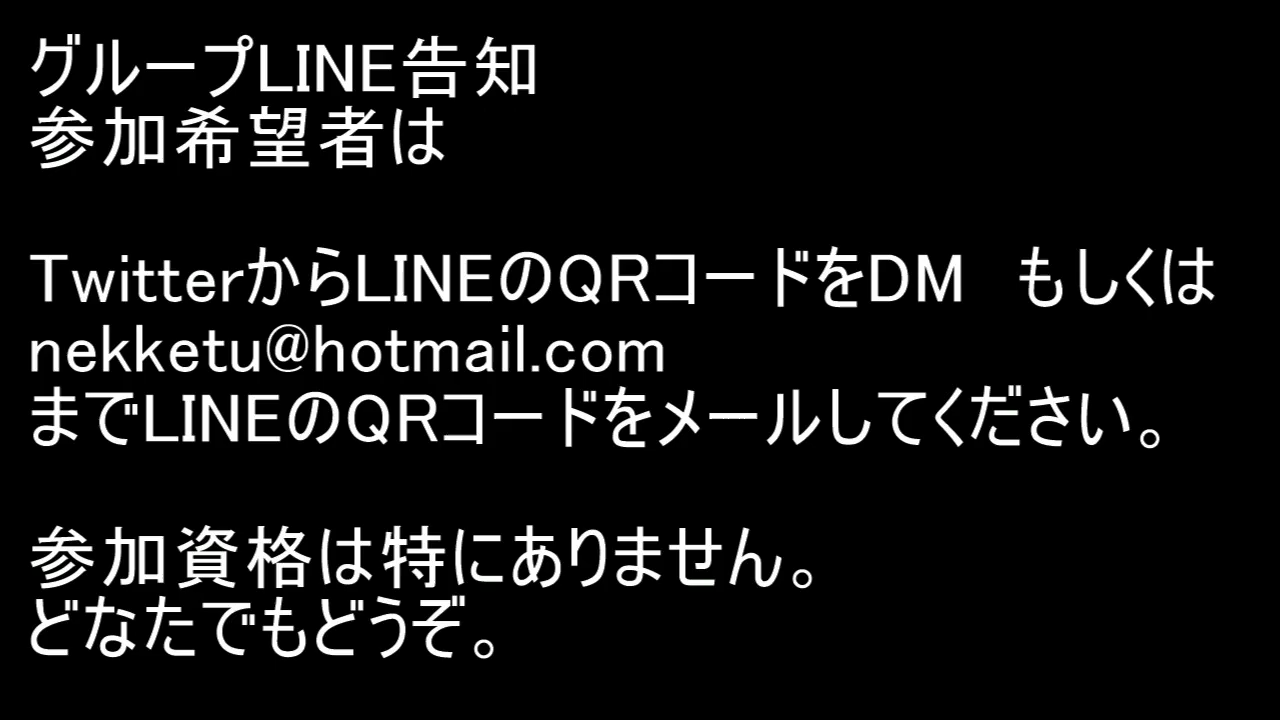 グループLINE告知
参加希望者は
TwitterからLINEのQRコードをDM　もしくは
nekketu@hotmail.com
までLINEのQRコードをメールしてください。
参加資格は特にありません。
どなたでもどうぞ。